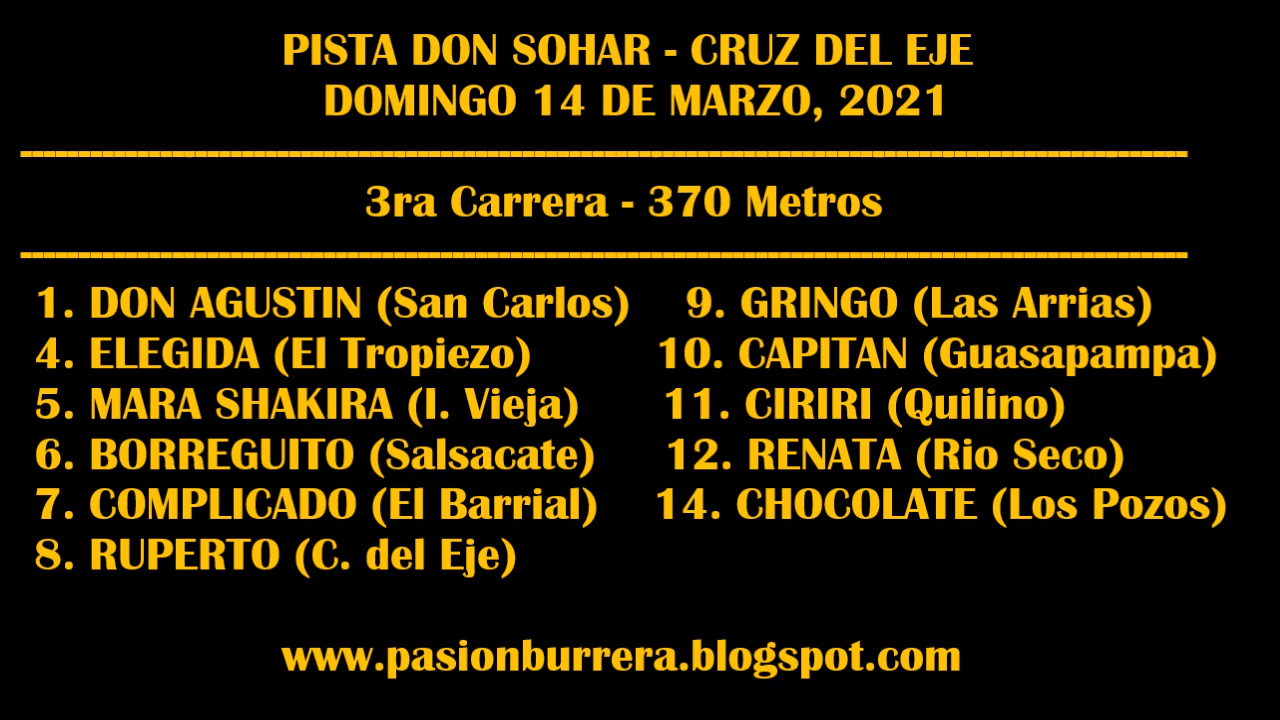 PISTA DON SOHAR - CRUZ DEL EJE
DOMINGO 14 DE MARZO, 2021
3ra Carrera - 370 Metros
1. DON AGUSTIN (San Carlos)
4. ELEGIDA (El Tropiezo)
5. MARA SHAKIRA (I. Vieja)
6. BORREGUITO (Salsacate)
7. COMPLICADO (El Barrial)
8. RUPERTO (C. del Eje)
9. GRINGO (Las Arrias)
10. CAPITAN (Guasapampa)
11. CIRIRI (Quilino)
12. RENATA (Rio Seco)
14. CHOCOLATE (Los Pozos)
www.pasionburrera.blogspot.com